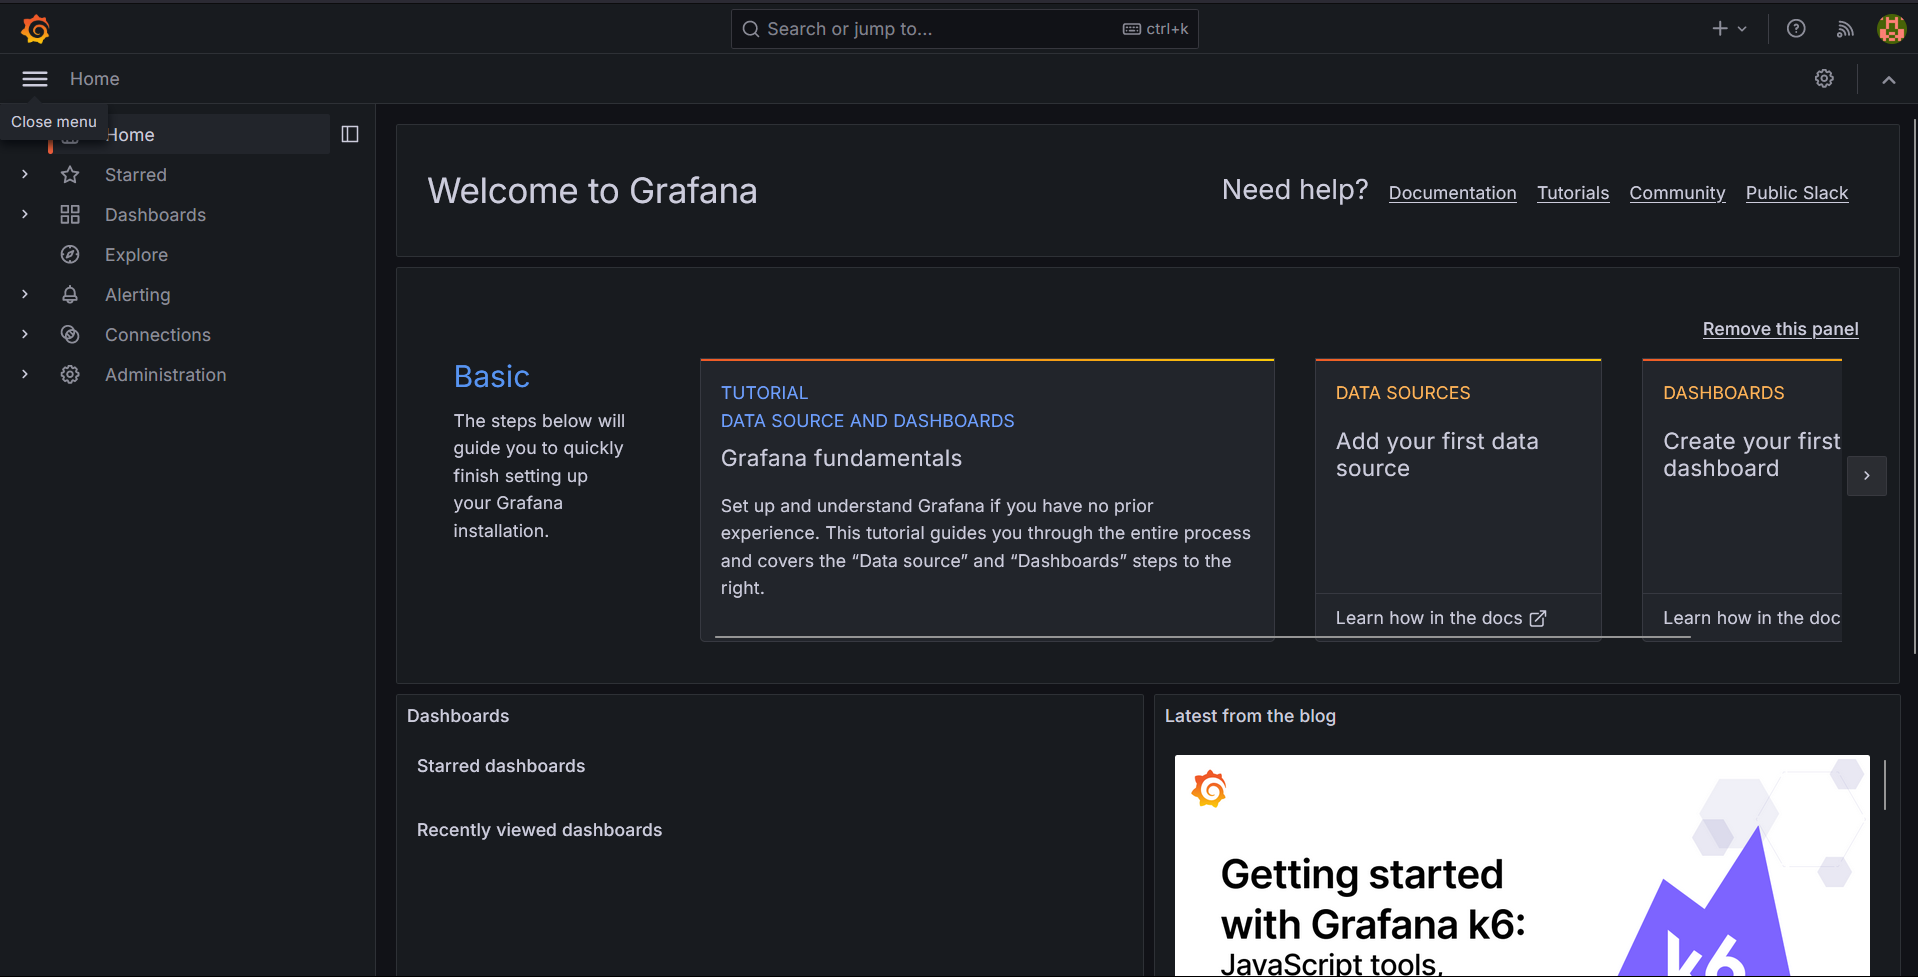 Search or jump to...
ctrl+k
Home
Close menu
Home
Starred
Dashboards
Explore
Alerting
Connections
Administration
Welcome to Grafana
Need help?
Documentation
Tutorials
Community
Public Slack
Remove this panel
Basic
The steps below will
guide you to quickly
finish setting up
your Grafana
installation.
TUTORIAL
DATA SOURCE AND DASHBOARDS
Grafana fundamentals
Set up and understand Grafana if you have no prior
experience. This tutorial guides you through the entire process
and covers the “Data source” and “Dashboards” steps to the
right.
DATA SOURCES
Add your first data
source
Learn how in the docs
DASHBOARDS
Create your first
dashboard
Learn how in the doc
Dashboards
Starred dashboards
Recently viewed dashboards
Latest from the blog
Getting started
with Grafana k6:
JavaScript tools,
k6